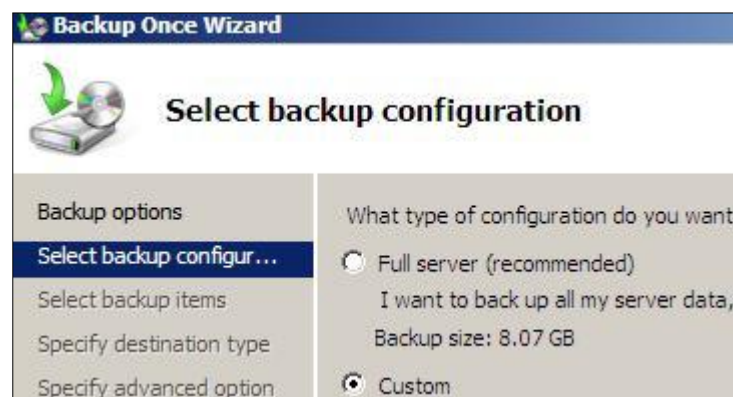 Backup Once Wizard
Select backup configuration
Backup options
Select backup configur...
Select backup items
Specify destination type
Specify advanced option
What type of configuration do you want
Full server (recommended)
I want to back up all my server data,
Backup size: 8.07 GB
Custom